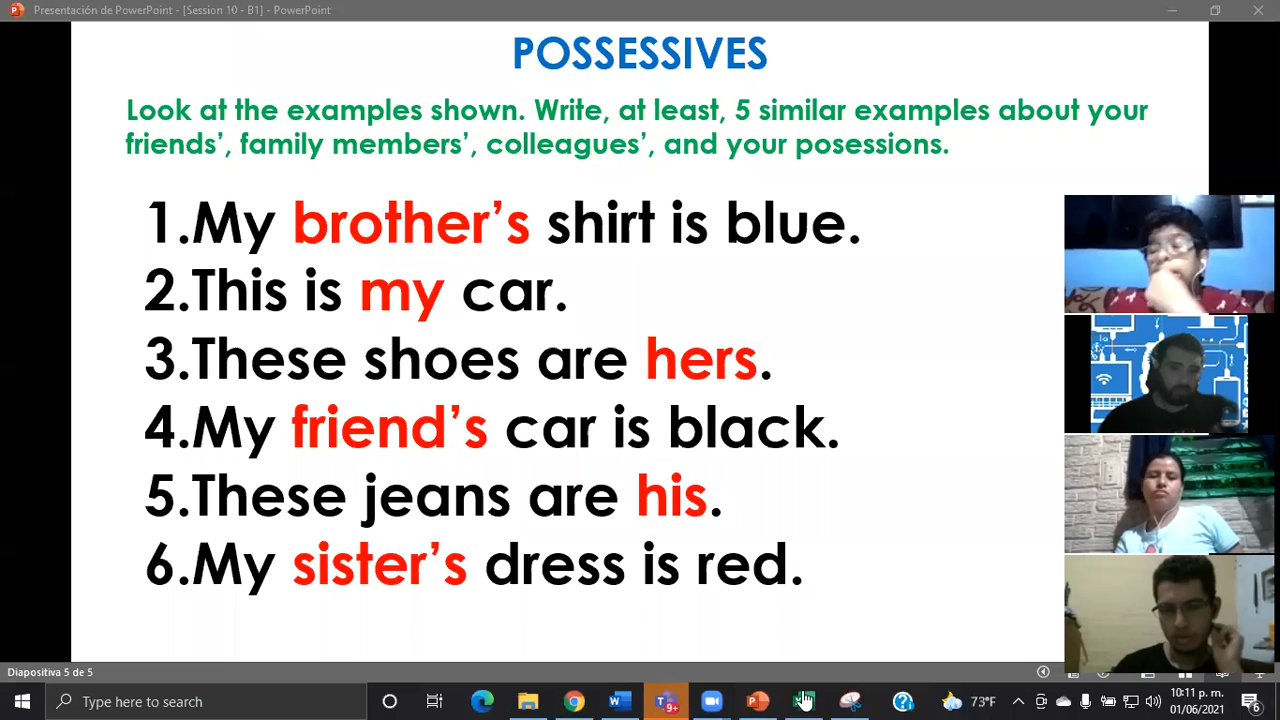 Presentación de PowerPoint - [Session 10 - B1] - PowerPoint
POSSESSIVES
Look at the examples shown. Write, at least, 5 similar examples about your
friends’, family members’, colleagues’, and your posessions.
1.My brother’s shirt is blue.
2.This is my car.
3.These shoes are hers.
4.My friend’s car is black.
5.These jeans are his.
6.My sister’s dress is red.
Diapositiva 5 de 5
Type here to search
9+
73°F
10:11 p. m.
01/06/2021
6